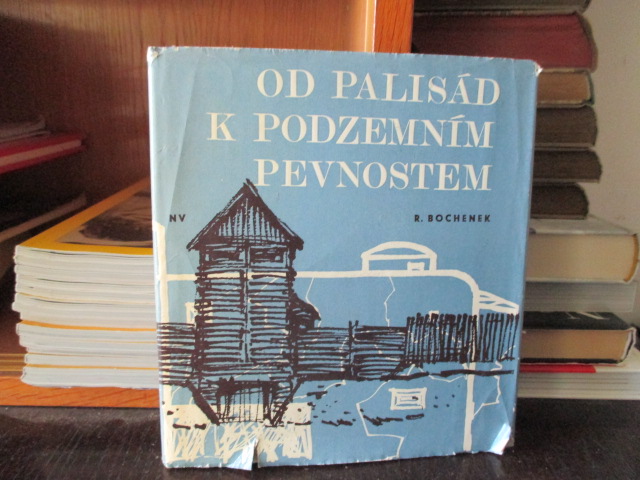 OD PALISÁD
K PODZEMNÍM
PEVNOSTEM
NV
R. BOCHENEK